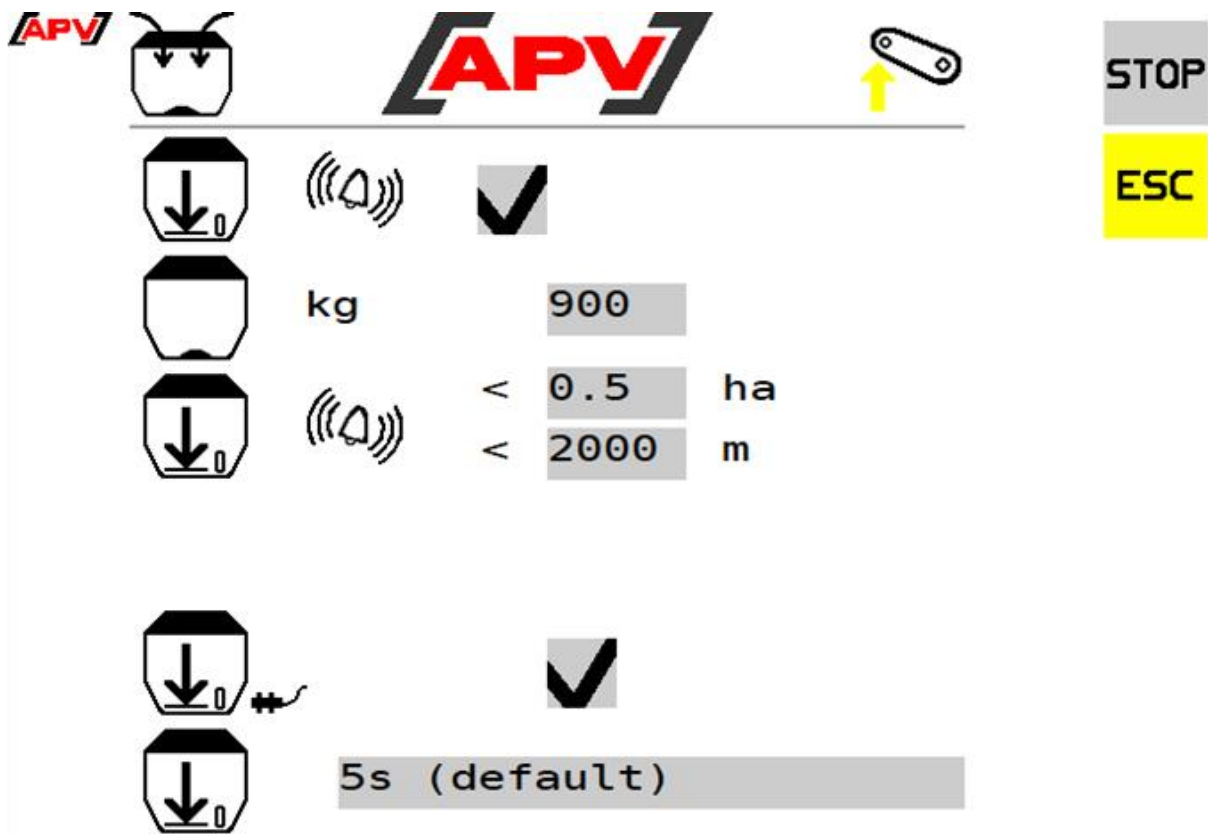 APV
APV
STOP
ESC
kg 900
< 0.5 ha
< 2000 m
5s (default)